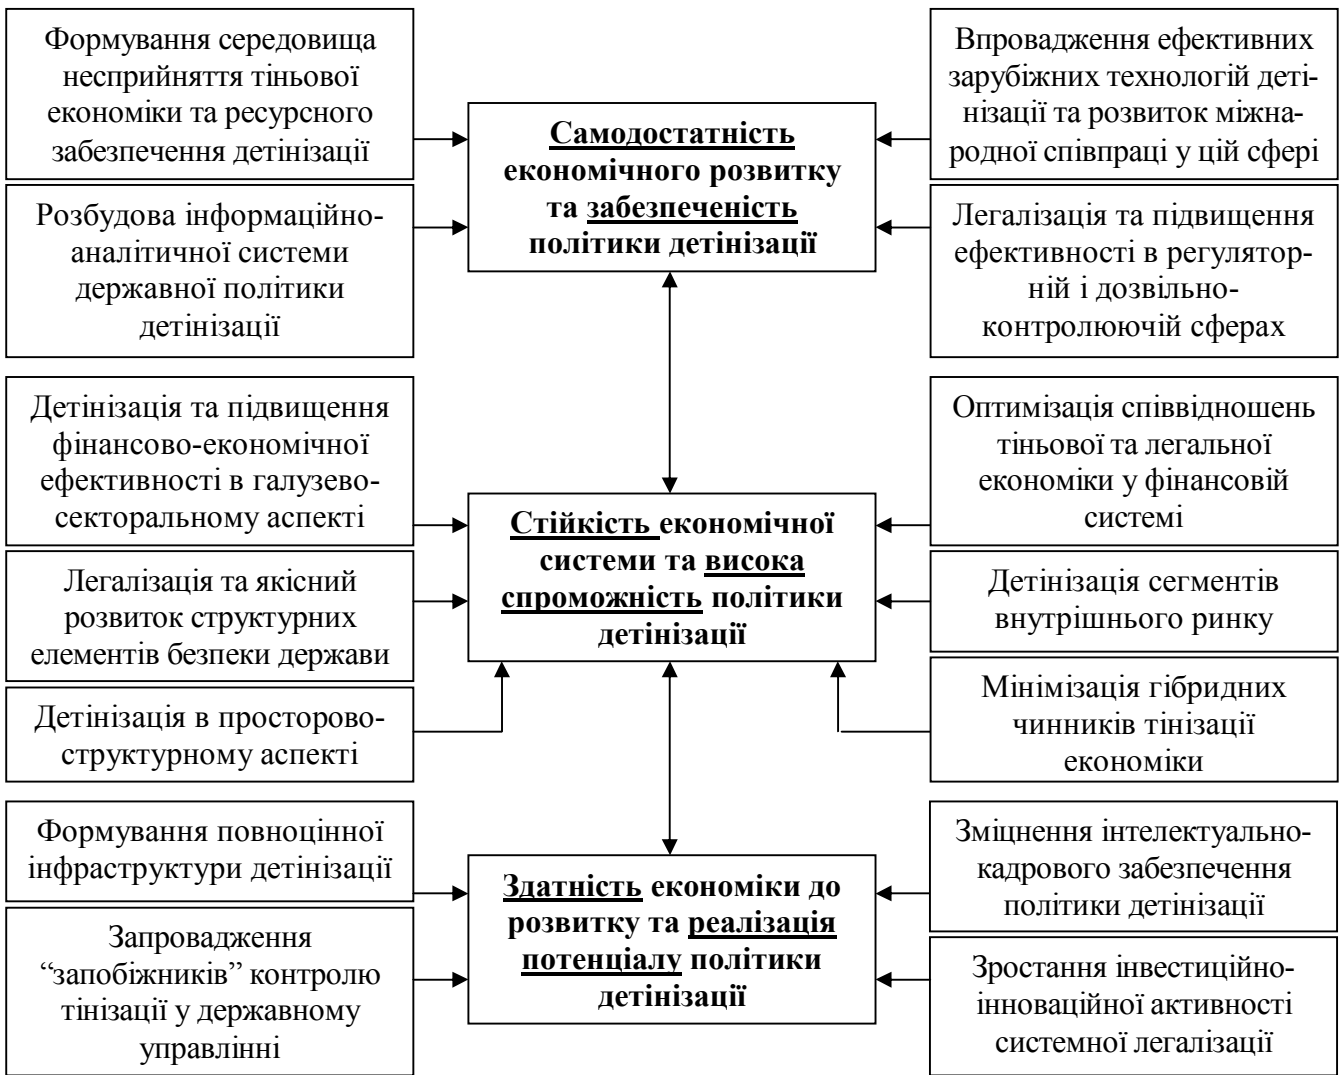 Формування середовища
несприйняття тіньової
економіки та ресурсного
забезпечення детінізації
Розбудова інформаційно-
аналітичної системи
державної політики
детінізації
Самодостатність
економічного розвитку
та забезпеченість
політики детінізації
Впровадження ефективних
зарубіжних технологій деті-
нізації та розвиток міжна-
родної співпраці у цій сфері
Легалізація та підвищення
ефективності в регулятор-
ній і дозвільно-
контролюючій сферах
Детінізація та підвищення
фінансово-економічної
ефективності в галузево-
секторальному аспекті
Легалізація та якісний
розвиток структурних
елементів безпеки держави
Детінізація в просторово-
структурному аспекті
Стійкість економічної
системи та висока
спроможність політики
детінізації
Оптимізація співвідношень
тіньової та легальної
економіки у фінансовій
системі
Детінізація сегментів
внутрішнього ринку
Мінімізація гібридних
чинників тінізації
економіки
Формування повноцінної
інфраструктури детінізації
Запровадження
“запобіжників” контролю
тінізації у державному
управлінні
Здатність економіки до
розвитку та реалізація
потенціалу політики
детінізації
Зміцнення інтелектуально-
кадрового забезпечення
політики детінізації
Зростання інвестиційно-
інноваційної активності
системної легалізації